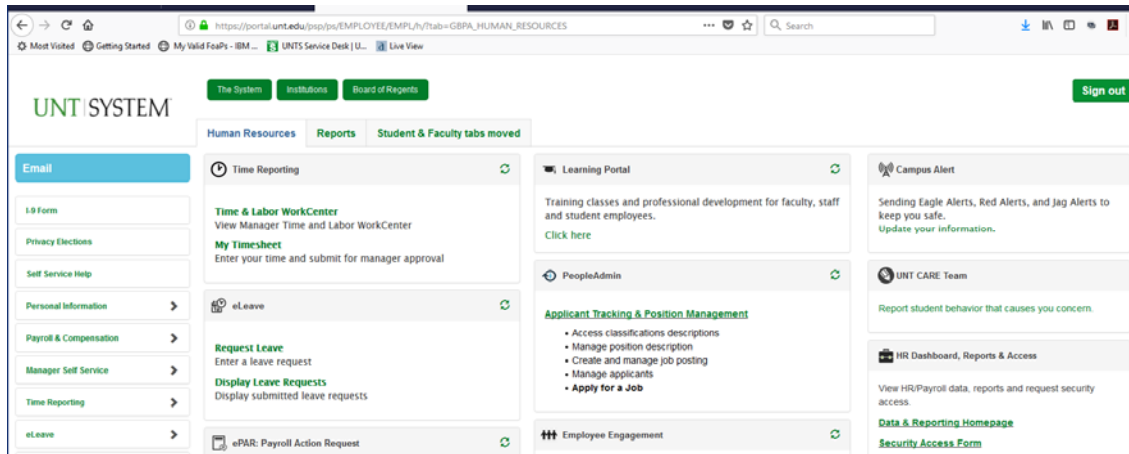 https://portal.unt.edu/psp/ps/EMPLOYEE/EMPL/h/?tab=GBPA_HUMAN_RESOURCES
Search
Most Visited Getting Started My Valid FoaPs - IBM ... UNTS Service Desk | U... Live View
UNT|SYSTEM
The System Institutions Board of Regents
Sign out
Human Resources Reports Student & Faculty tabs moved
Email
I-9 Form
Privacy Elections
Self Service Help
Personal Information
Payroll & Compensation
Manager Self Service
Time Reporting
eLeave
Time Reporting
Time & Labor WorkCenter
View Manager Time and Labor WorkCenter
My Timesheet
Enter your time and submit for manager approval
eLeave
Request Leave
Enter a leave request
Display Leave Requests
Display submitted leave requests
ePAR: Payroll Action Request
Learning Portal
Training classes and professional development for faculty, staff
and student employees.
Click here
PeopleAdmin
Applicant Tracking & Position Management
• Access classifications descriptions
• Manage position description
• Create and manage job posting
• Manage applicants
• Apply for a Job
Employee Engagement
Campus Alert
Sending Eagle Alerts, Red Alerts, and Jag Alerts to
keep you safe.
Update your information.
UNT CARE Team
Report student behavior that causes you concern.
HR Dashboard, Reports & Access
View HR/Payroll data, reports and request security
access.
Data & Reporting Homepage
Security Access Form